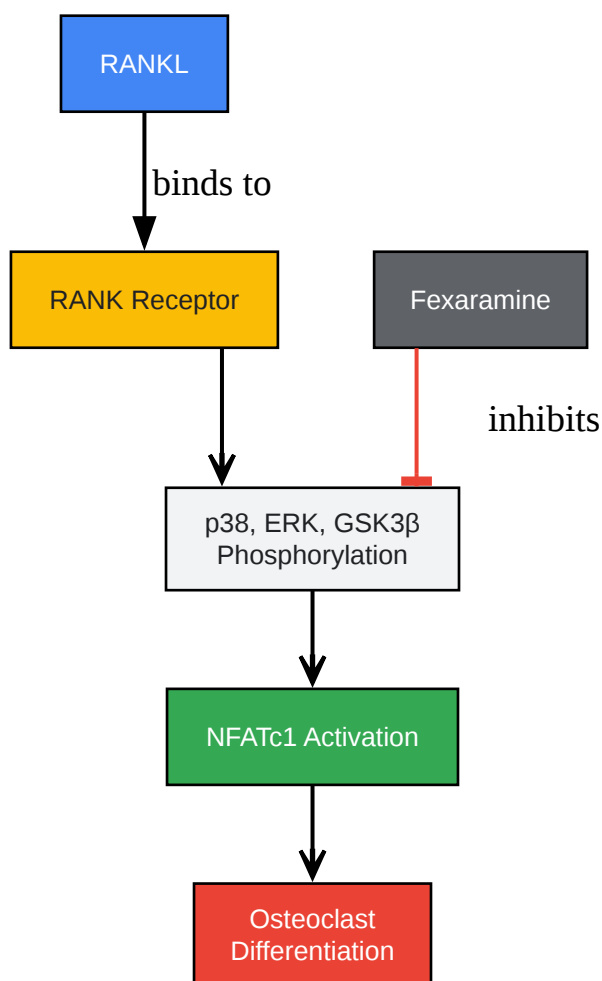 RANKL
binds to
RANK Receptor
Fexaramine
inhibits
p38, ERK, GSK3β
Phosphorylation
NFATc1 Activation
Osteoclast
Differentiation